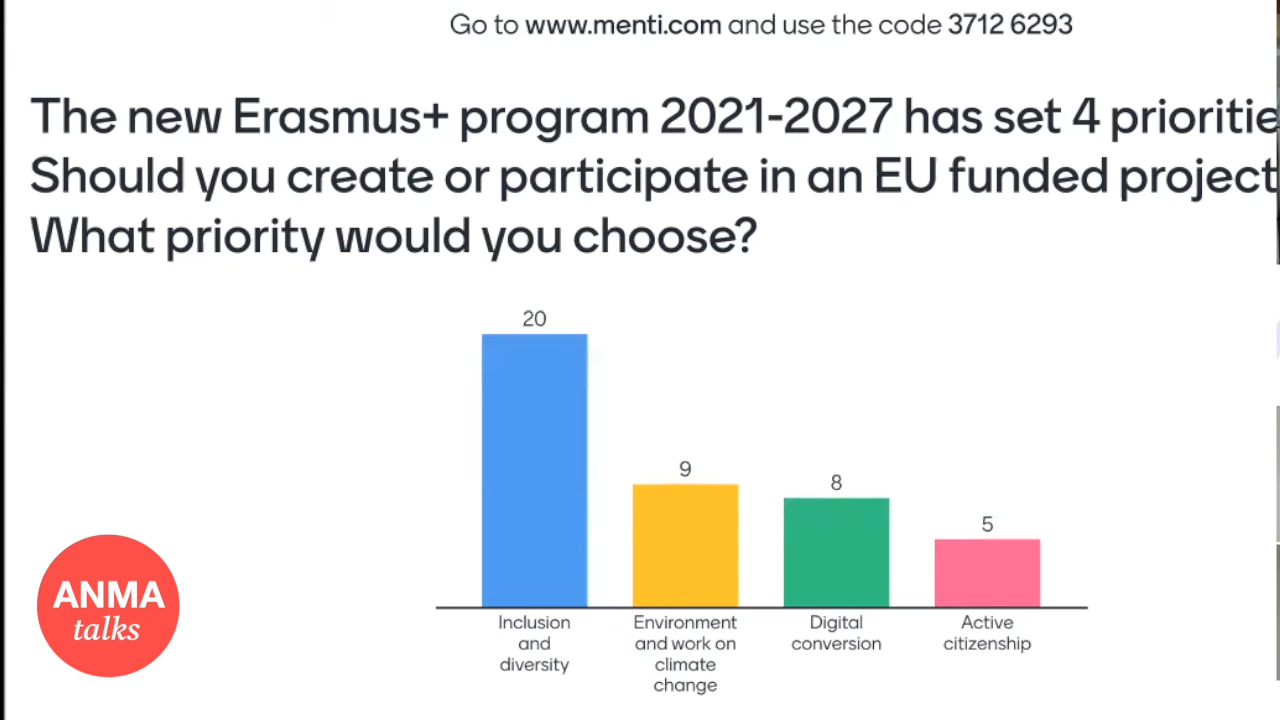 Go to www.menti.com and use the code 3712 6293
The new Erasmus+ program 2021-2027 has set 4 prioritie
Should you create or participate in an EU funded project
What priority would you choose?
20
9
8
5
Inclusion
and
diversity
Environment
and work on
climate
change
Digital
conversion
Active
citizenship
ANMA
talks